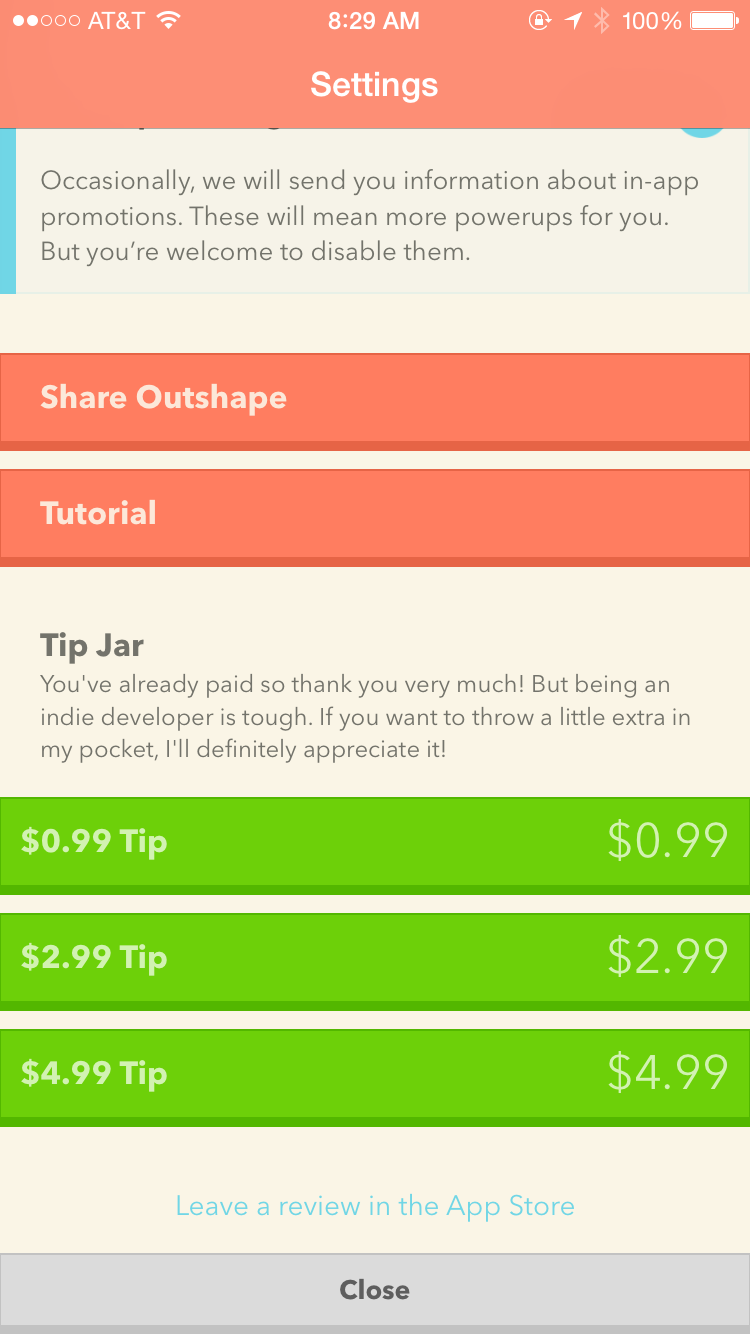 AT&T 8:29 AM 100%
Settings
Occasionally, we will send you information about in-app
promotions. These will mean more powerups for you.
But you’re welcome to disable them.
Share Outshape
Tutorial
Tip Jar
You've already paid so thank you very much! But being an
indie developer is tough. If you want to throw a little extra in
my pocket, I'll definitely appreciate it!
$0.99 Tip $0.99
$2.99 Tip $2.99
$4.99 Tip $4.99
Leave a review in the App Store
Close